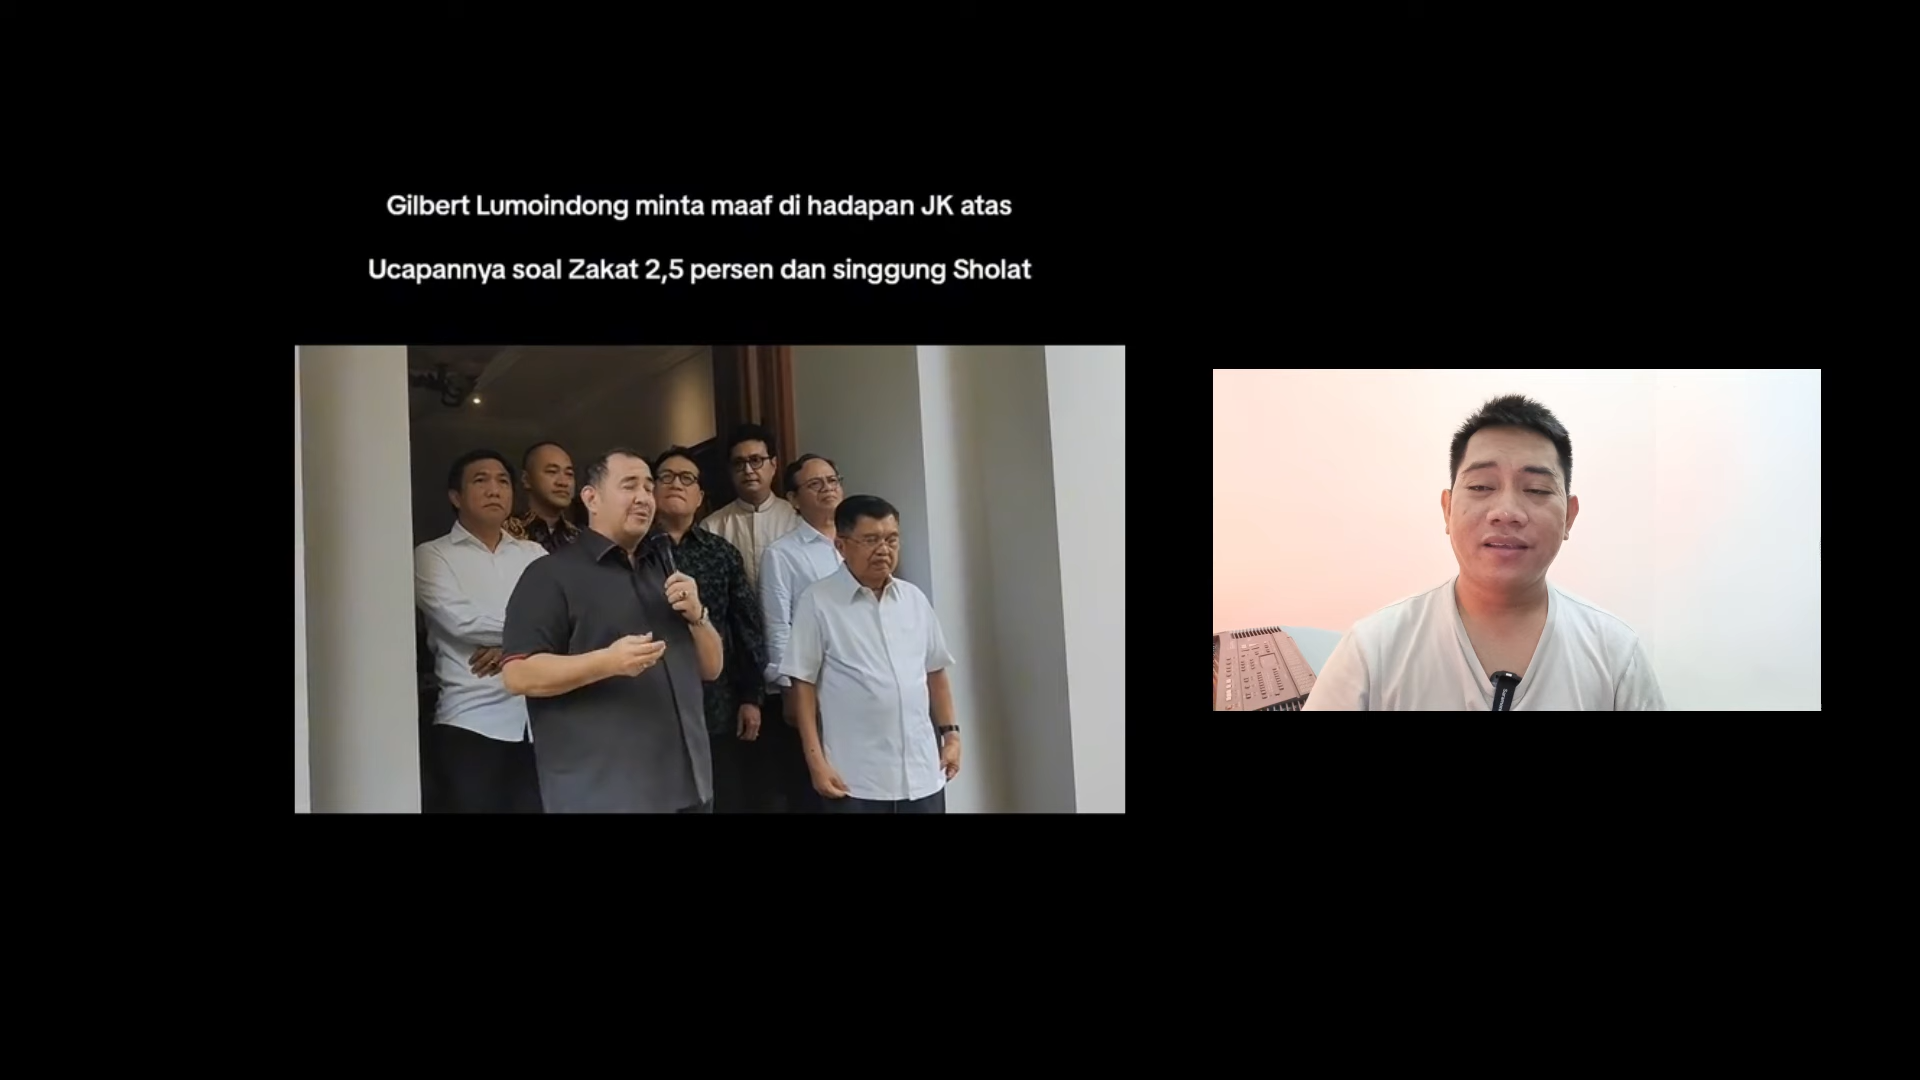 Gilbert Lumoindong minta maaf di hadapan JK atas
Ucapannya soal Zakat 2,5 persen dan singgung Sholat